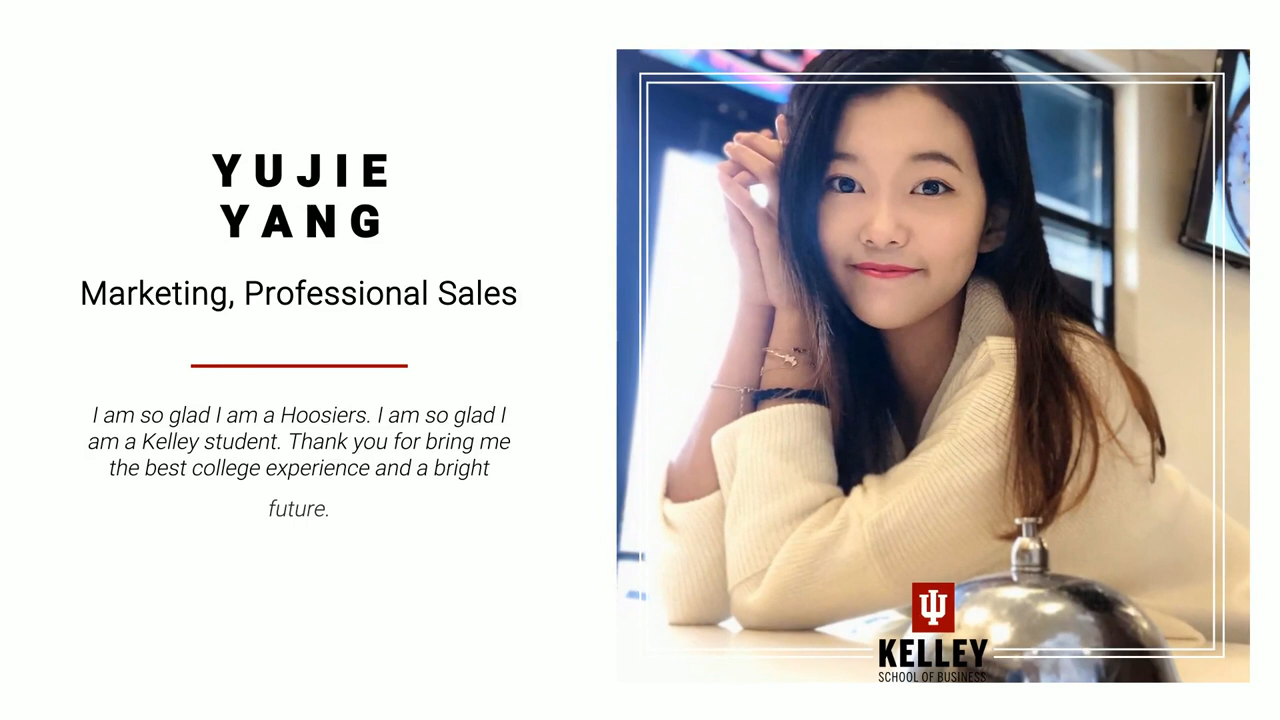 YUJIE
YANG
Marketing, Professional Sales
I am so glad I am a Hoosiers. I am so glad I
am a Kelley student. Thank you for bring me
the best college experience and a bright
future.
KELLEY
SCHOOL OF BUSINESS